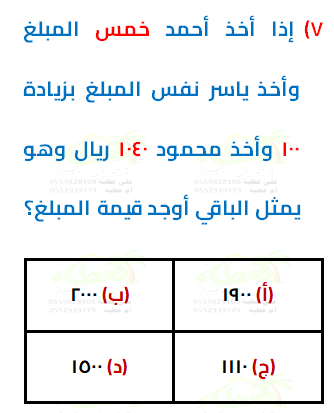 ٧) إذا أخذ أحمد خمس المبلغ
وأخذ ياسر نفس المبلغ بزيادة
١٠٠ وأخذ محمود ١٠٤٠ ريال وهو
يمثل الباقي أوجد قيمة المبلغ؟
(أ) ١٩٠٠
(ب) ٢٠٠٠
(ج) ١١١٠
(د) ١٥٠٠